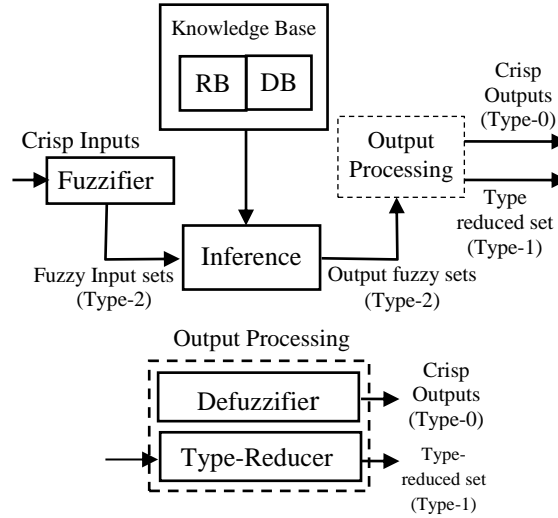 Knowledge Base
RB DB
Crisp
Outputs
(Type-0)
Output
Processing
Crisp Inputs
Fuzzifier
Type
reduced set
(Type-1)
Inference
Fuzzy Input sets
(Type-2)
Output fuzzy sets
(Type-2)
Output Processing
Defuzzifier
Crisp
Outputs
(Type-0)
Type-Reducer
Type-
reduced set
(Type-1)